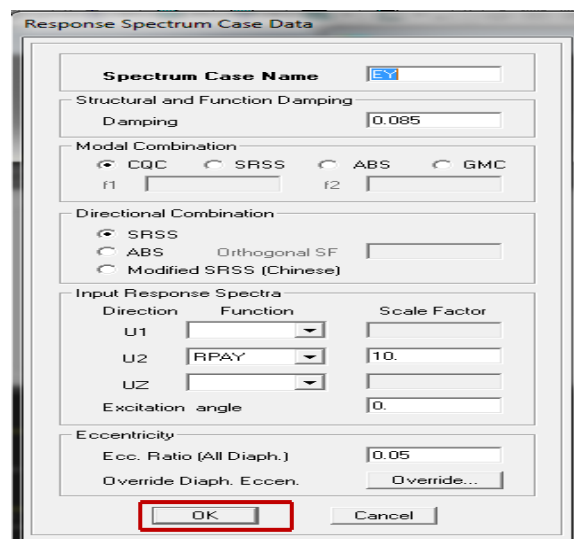 Response Spectrum Case Data
Spectrum Case Name EY
Structural and Function Damping
Damping 0.085
Modal Combination
CQC SRSS ABS GMC
f1 f2
Directional Combination
SRSS
ABS Orthogonal SF
Modified SRSS (Chinese)
Input Response Spectra
Direction Function Scale Factor
U1
U2 RPAY 10.
UZ
Excitation angle 0.
Eccentricity
Ecc. Ratio (All Diaph.) 0.05
Override Diaph. Eccen. Override...
OK Cancel